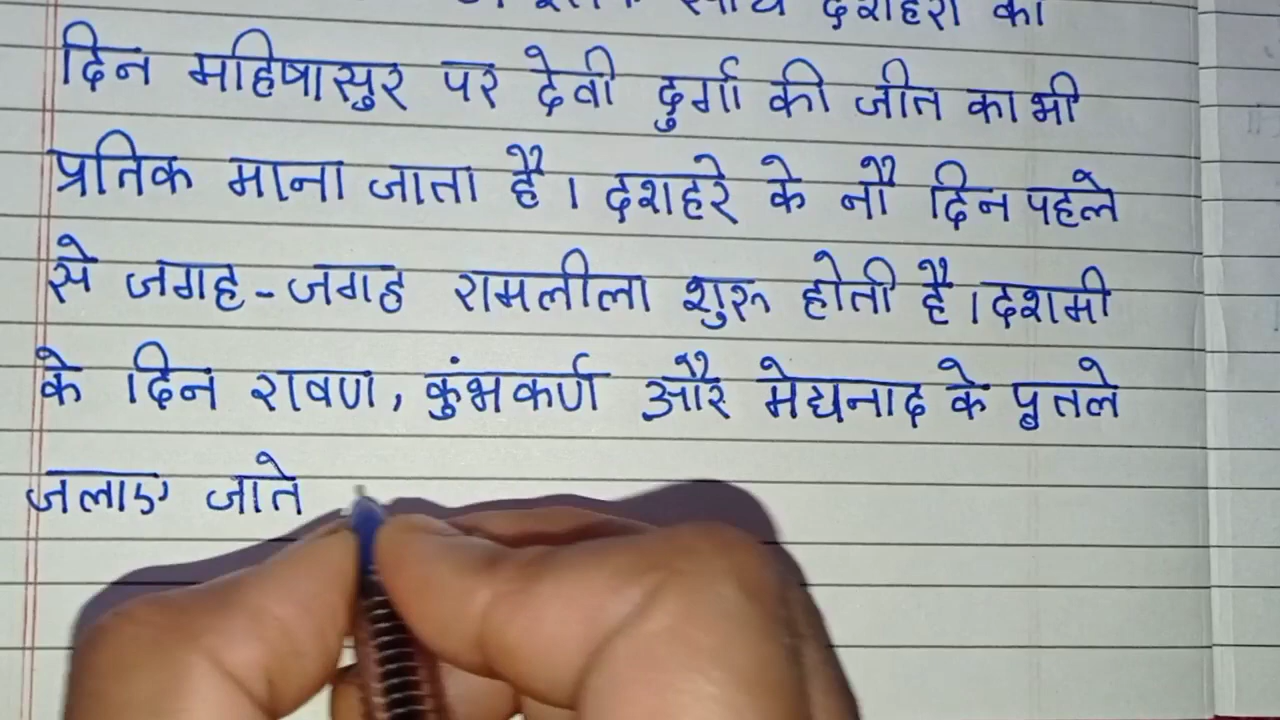 साथ दशहरा का
दिन महिषासुर पर देवी दुर्गा की जीत का भी
प्रतिक माना जाता है। दशहरे के नौ दिन पहले
से जगह-जगह रामलीला शुरू होती है। दशमी
के दिन रावण, कुंभकर्ण और मेघनाद के पुतले
जलाए जाते